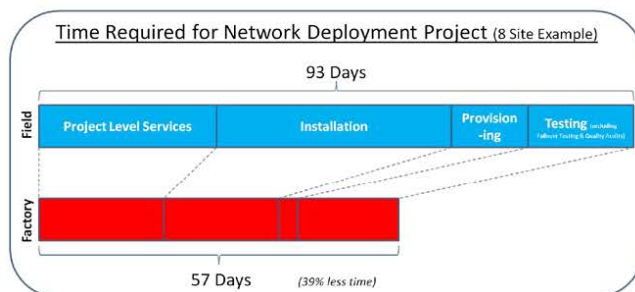 Time Required for Network Deployment Project (8 Site Example)
93 Days
Field
Project Level Services
Installation
Provision
-ing
Testing (including
Failover Testing & Quality Audits)
Factory
57 Days
(39% less time)